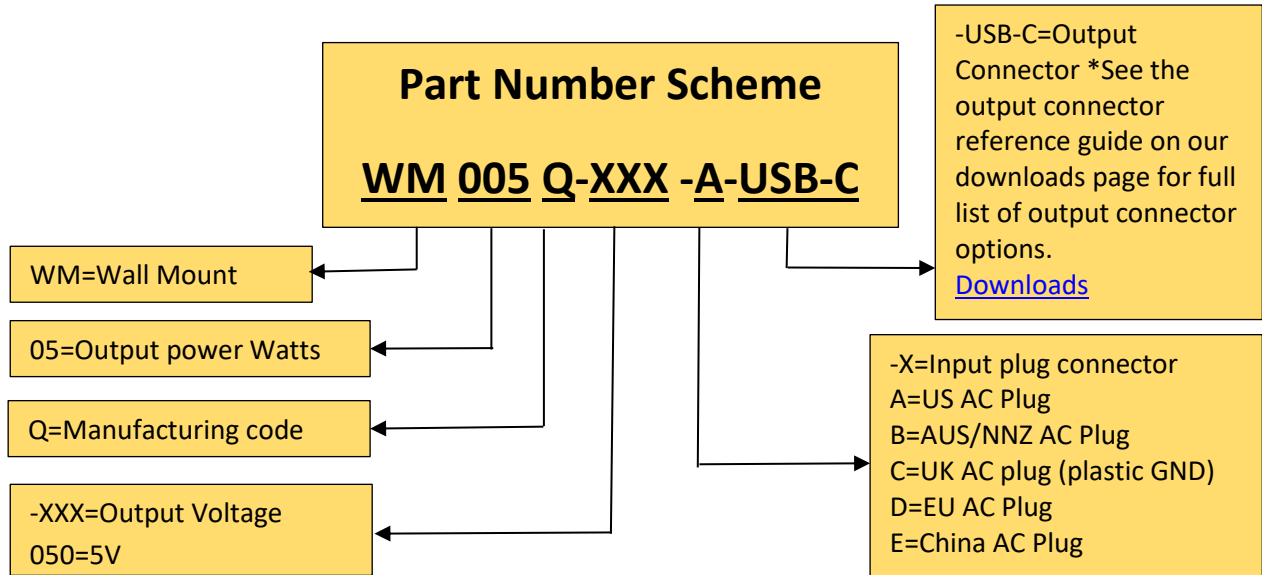 Part Number Scheme
WM 005 Q-XXX -A-USB-C
-USB-C=Output
Connector *See the
output connector
reference guide on our
downloads page for full
list of output connector
options.
Downloads
WM=Wall Mount
05=Output power Watts
Q=Manufacturing code
-XXX=Output Voltage
050=5V
-X=Input plug connector
A=US AC Plug
B=AUS/NNZ AC Plug
C=UK AC plug (plastic GND)
D=EU AC Plug
E=China AC Plug